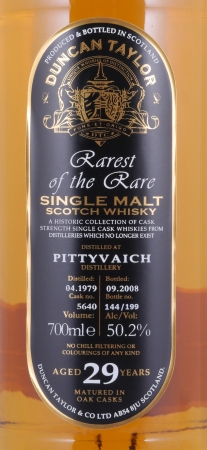 PRODUCED & BOTTLED IN SCOTLAND
DUNCAN TAYLOR
Rarest
of the Rare
SINGLE MALT
SCOTCH WHISKY
A HISTORIC COLLECTION OF CASK
STRENGTH SINGLE CASK WHISKIES FROM
DISTILLERIES WHICH NO LONGER EXIST
DISTILLED AT
PITTYVAICH
DISTILLERY
Distilled: Bottled:
04.1979 09.2008
Cask no. Bottle no.
5640 144/199
Volume: Alc/Vol:
700ml e 50.2%
NO CHILL FILTERING OR
COLOURINGS OF ANY KIND
AGED 29 YEARS
MATURED IN
OAK CASKS
DUNCAN TAYLOR & CO LTD AB54 8JU SCOTLAND.